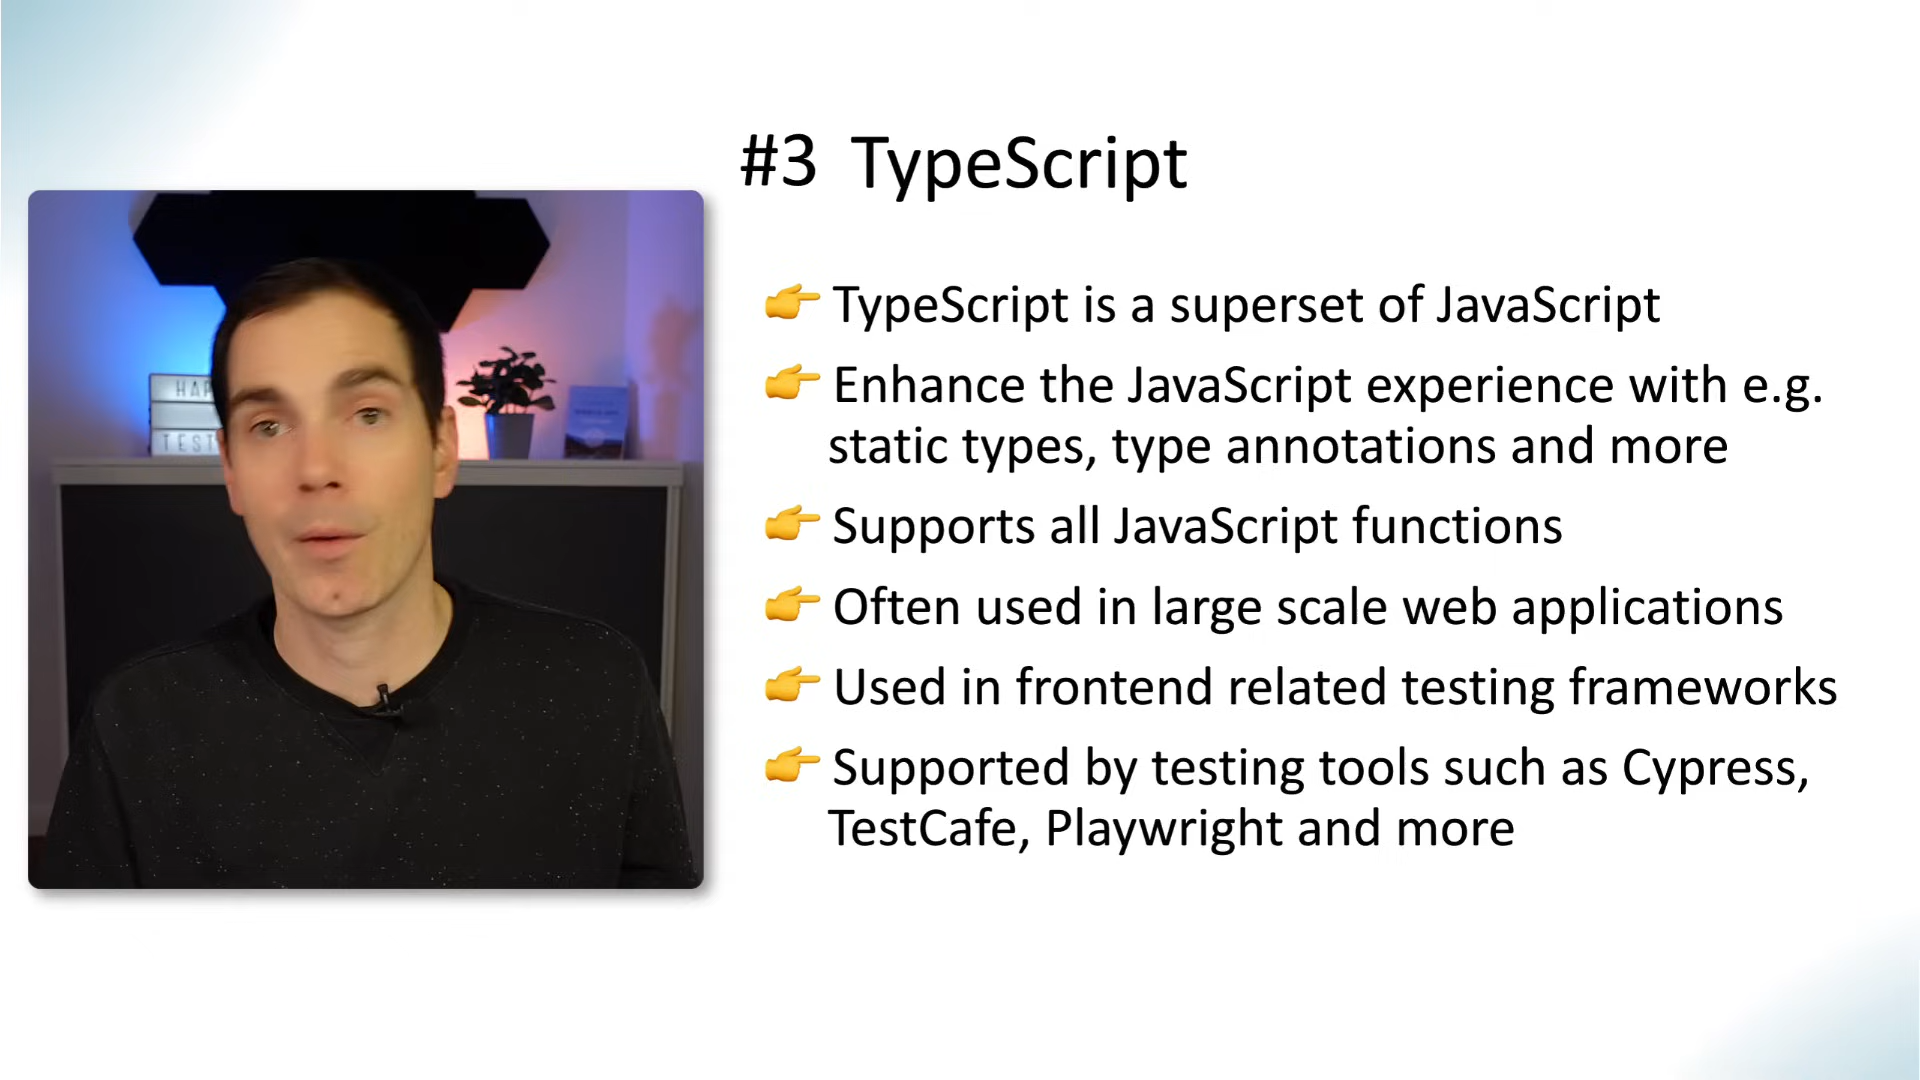 #3 TypeScript
👉 TypeScript is a superset of JavaScript
👉 Enhance the JavaScript experience with e.g.
static types, type annotations and more
👉 Supports all JavaScript functions
👉 Often used in large scale web applications
👉 Used in frontend related testing frameworks
👉 Supported by testing tools such as Cypress,
TestCafe, Playwright and more